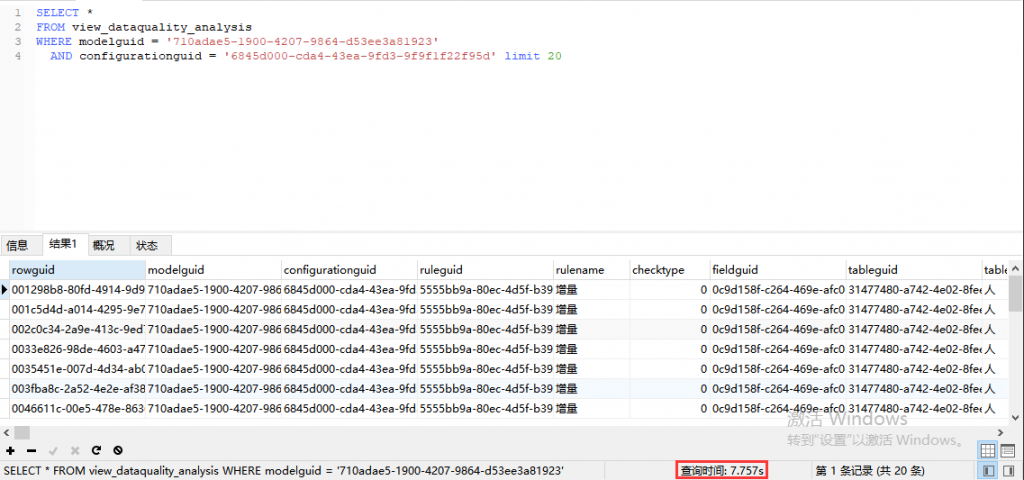 1 SELECT *
2 FROM view_dataquality_analysis
3 WHERE modelguid = '710adae5-1900-4207-9864-d53ee3a81923'
4 AND configurationguid = '6845d000-cda4-43ea-9fd3-9f9f1f22f95d' limit 20
信息 结果1 概况 状态
rowguid modelguid configurationguid ruleguid rulename checktype fieldguid tableguid table
001298b8-80fd-4914-9d9 710adae5-1900-4207-986 6845d000-cda4-43ea-9fd 5555bb9a-80ec-4d5f-b39 增量 0 0c9d158f-c264-469e-afc0 31477480-a742-4e02-8fee 人
001c5d4d-a014-4295-9e7 710adae5-1900-4207-986 6845d000-cda4-43ea-9fd 5555bb9a-80ec-4d5f-b39 增量 0 0c9d158f-c264-469e-afc0 31477480-a742-4e02-8fee 人
002c0c34-2a9e-413c-9ed 710adae5-1900-4207-986 6845d000-cda4-43ea-9fd 5555bb9a-80ec-4d5f-b39 增量 0 0c9d158f-c264-469e-afc0 31477480-a742-4e02-8fee 人
0033e826-98de-4603-a47 710adae5-1900-4207-986 6845d000-cda4-43ea-9fd 5555bb9a-80ec-4d5f-b39 增量 0 0c9d158f-c264-469e-afc0 31477480-a742-4e02-8fee 人
0035451e-007d-4d34-ab0 710adae5-1900-4207-986 6845d000-cda4-43ea-9fd 5555bb9a-80ec-4d5f-b39 增量 0 0c9d158f-c264-469e-afc0 31477480-a742-4e02-8fee 人
003fba8c-2a52-4e2e-af38 710adae5-1900-4207-986 6845d000-cda4-43ea-9fd 5555bb9a-80ec-4d5f-b39 增量 0 0c9d158f-c264-469e-afc0 31477480-a742-4e02-8fee 人
0046611c-00e5-478e-863 710adae5-1900-4207-986 6845d000-cda4-43ea-9fd 5555bb9a-80ec-4d5f-b39 增量 0 0c9d158f-c264-469e-afc0 31477480-a742-4e02-8fee 人
激活 Windows
转到"设置"以激活 Windows。
SELECT * FROM view_dataquality_analysis WHERE modelguid = '710adae5-1900-4207-9864-d53ee3a81923' 查询时间: 7.757s 第 1 条记录 (共 20 条)